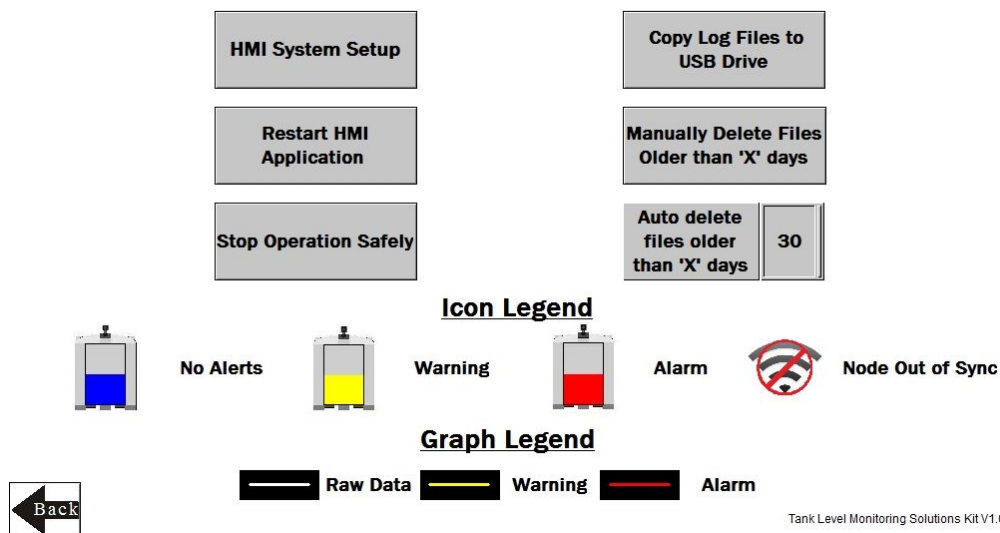 HMI System Setup
Copy Log Files to
USB Drive
Restart HMI
Application
Manually Delete Files
Older than 'X' days
Stop Operation Safely
Auto delete
files older
than 'X' days
30
Icon Legend
No Alerts
Warning
Alarm
Node Out of Sync
Graph Legend
Raw Data
Warning
Alarm
Back
Tank Level Monitoring Solutions Kit